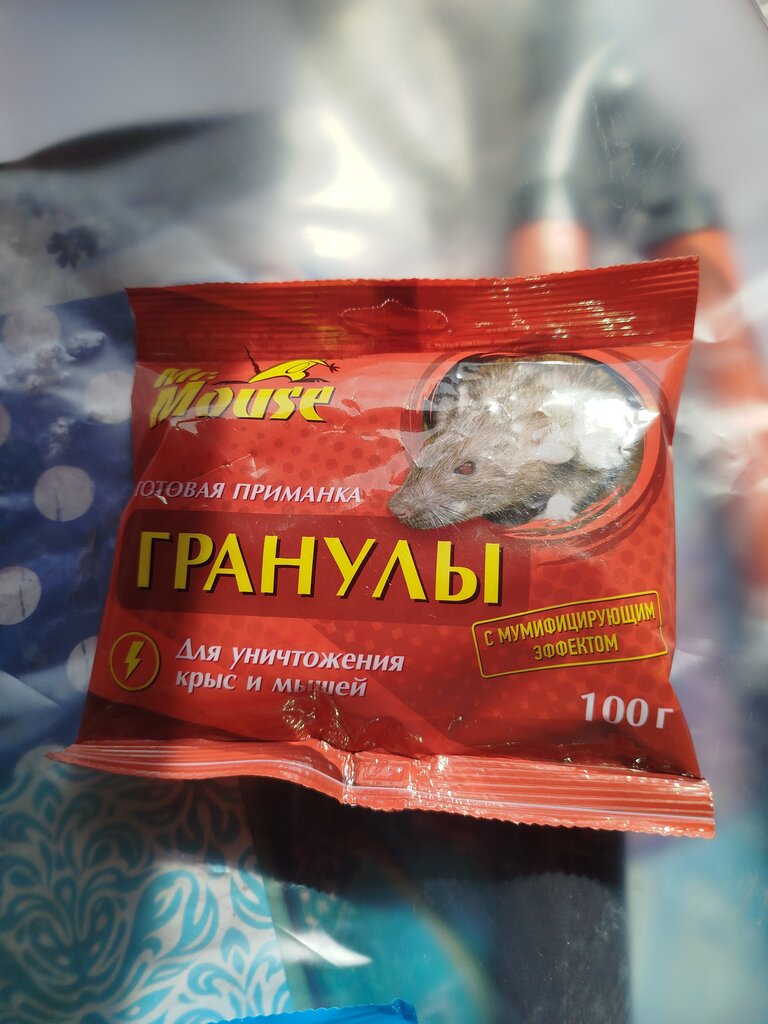 Mr. Mouse
ГОТОВАЯ ПРИМАНКА
ГРАНУЛЫ
С МУМИФИЦИРУЮЩИМ
ЭФФЕКТОМ
Для уничтожения
крыс и мышей
100 г